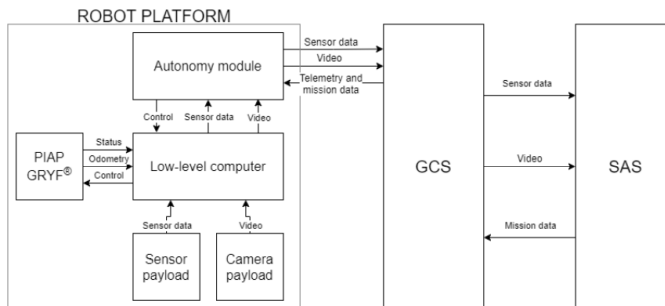 ROBOT PLATFORM
Autonomy module
Sensor data
Video
Telemetry and
mission data
Control
Sensor data
Video
PIAP
GRYF®
Status
Odometry
Control
Low-level computer
Sensor data
Video
Sensor
payload
Camera
payload
GCS
Sensor data
Video
Mission data
SAS